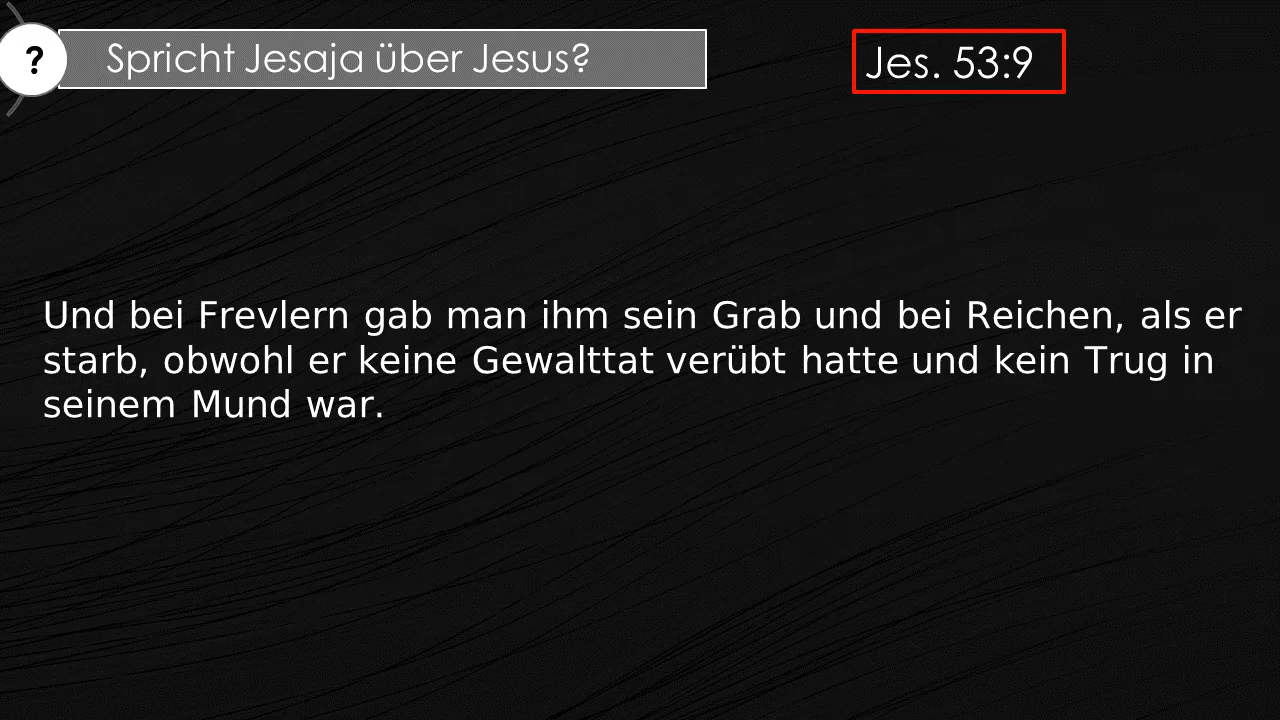 ?
Spricht Jesaja über Jesus?
Jes. 53:9
Und bei Frevlern gab man ihm sein Grab und bei Reichen, als er
starb, obwohl er keine Gewalttat verübt hatte und kein Trug in
seinem Mund war.